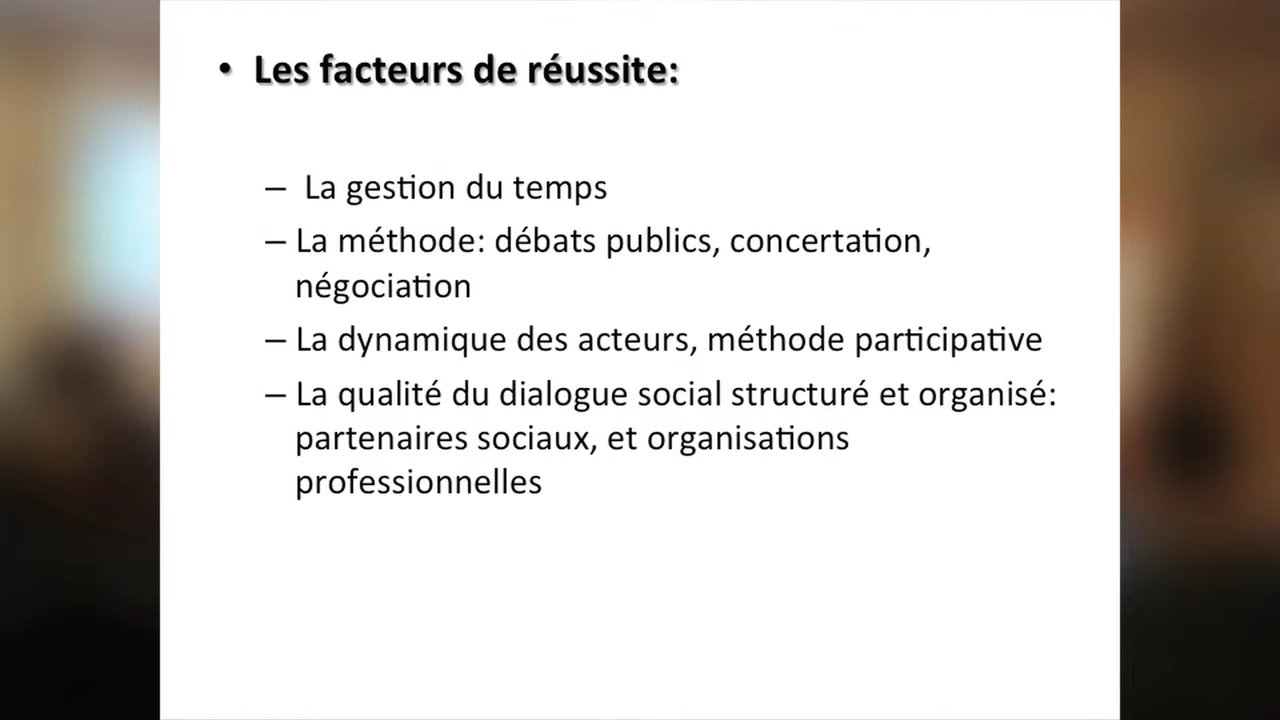 • Les facteurs de réussite:
– La gestion du temps
– La méthode: débats publics, concertation,
négociation
– La dynamique des acteurs, méthode participative
– La qualité du dialogue social structuré et organisé:
partenaires sociaux, et organisations
professionnelles